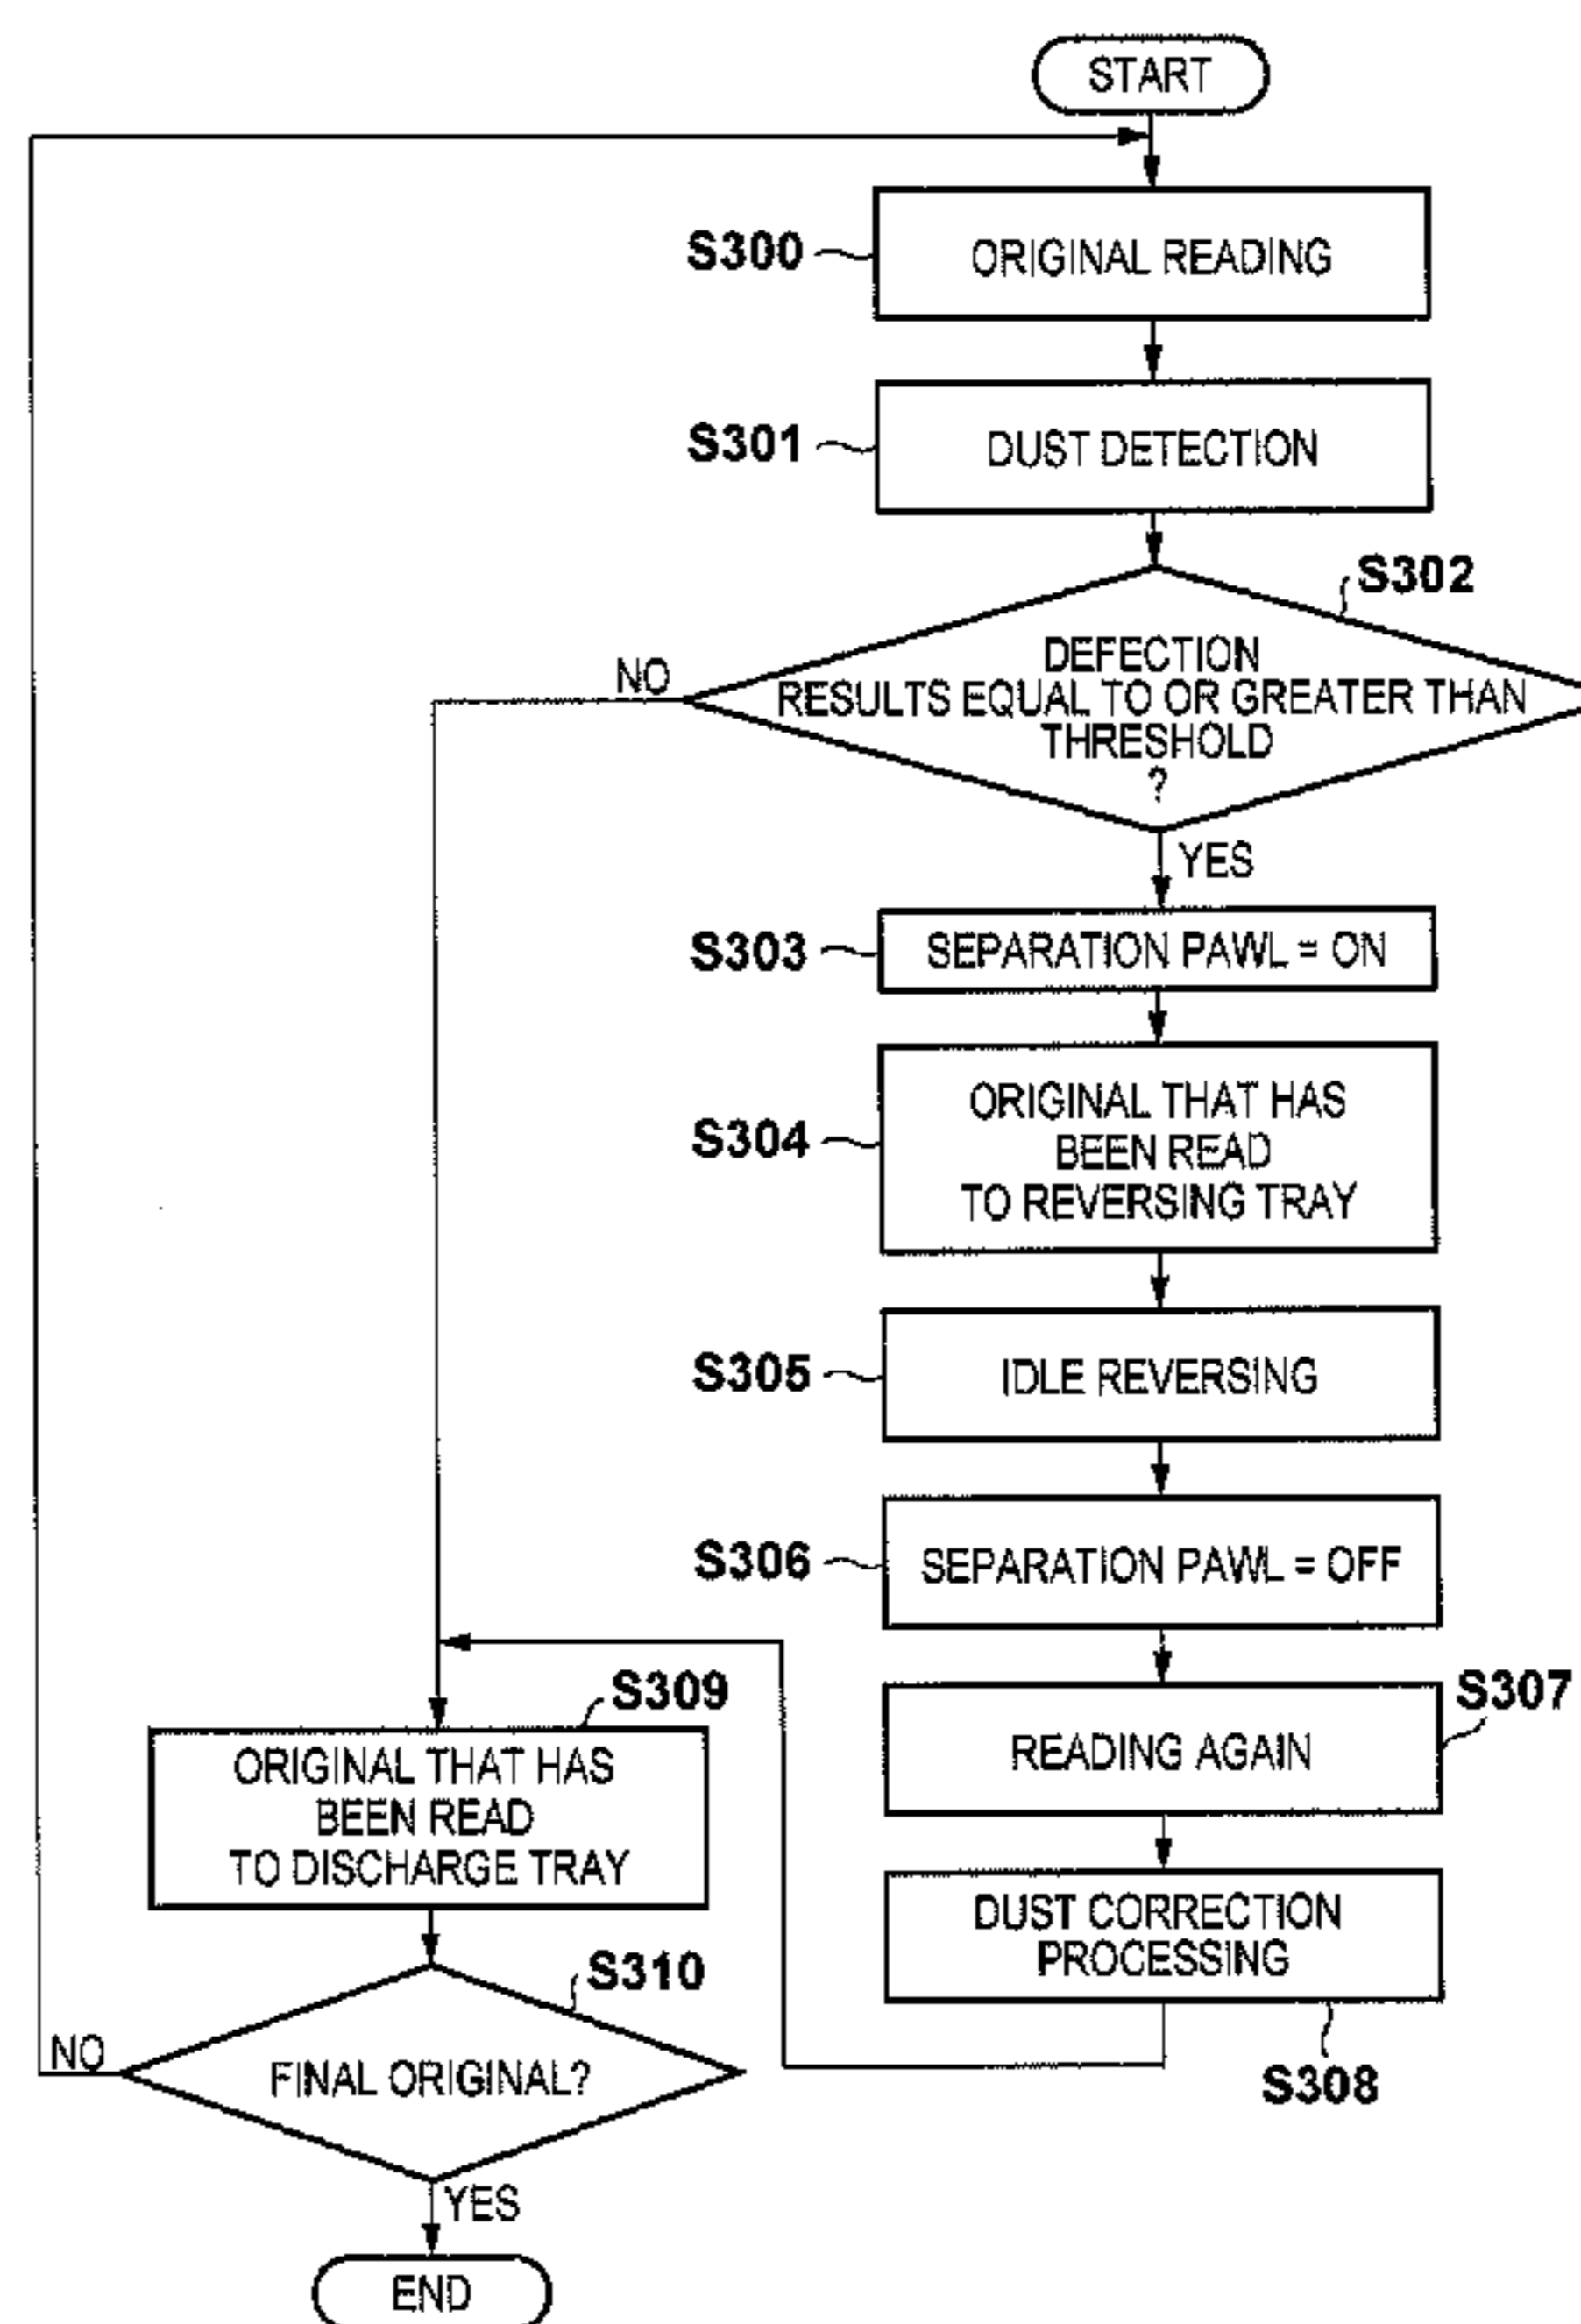 START
S300
ORIGINAL READING
S301
DUST DETECTION
S302
DEFECTION
RESULTS EQUAL TO OR GREATER THAN
THRESHOLD
?
NO
YES
S303
SEPARATION PAWL = ON
S304
ORIGINAL THAT HAS
BEEN READ
TO REVERSING TRAY
S305
IDLE REVERSING
S306
SEPARATION PAWL = OFF
S307
READING AGAIN
S308
DUST CORRECTION
PROCESSING
S309
ORIGINAL THAT HAS
BEEN READ
TO DISCHARGE TRAY
S310
FINAL ORIGINAL?
NO
YES
END